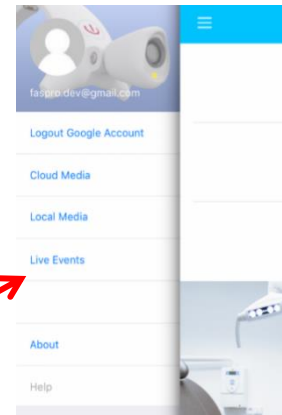 faspro.dev@gmail.com
Logout Google Account
Cloud Media
Local Media
Live Events
About
Help